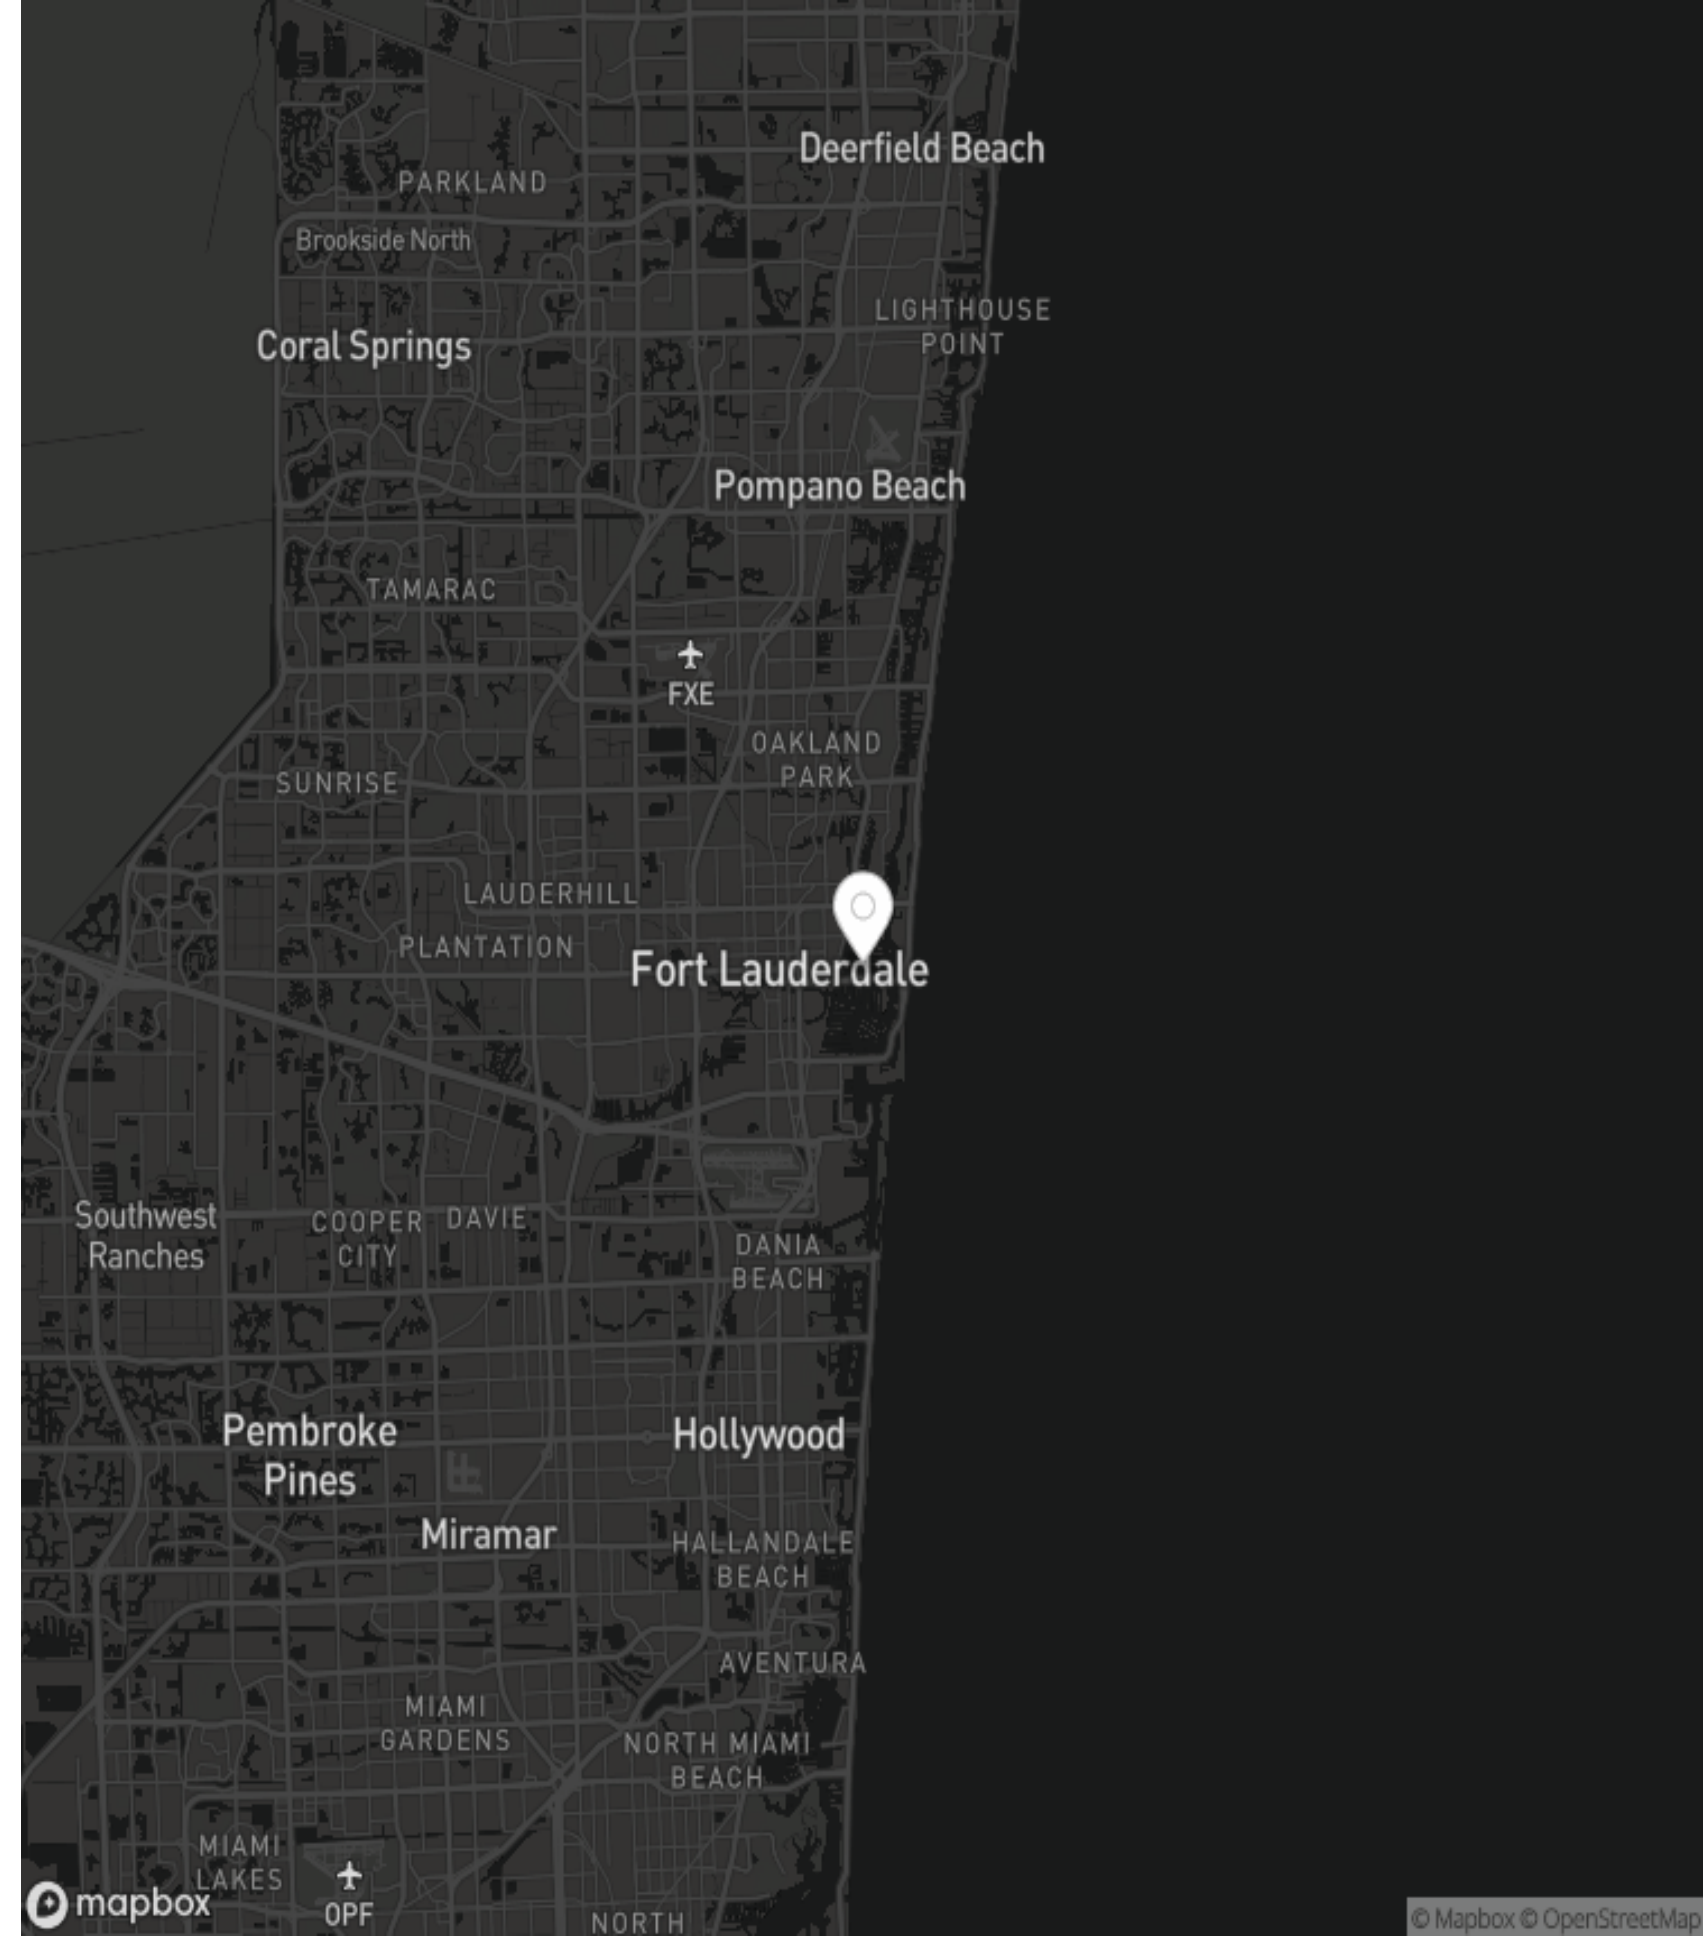 Deerfield Beach
PARKLAND
Brookside North
LIGHTHOUSE
POINT
Coral Springs
Pompano Beach
TAMARAC
FXE
OAKLAND
PARK
SUNRISE
LAUDERHILL
PLANTATION
Fort Lauderdale
Southwest
Ranches
COOPER
CITY
DAVIE
DANIA
BEACH
Pembroke
Pines
Hollywood
Miramar
HALLANDALE
BEACH
AVENTURA
MIAMI
GARDENS
NORTH MIAMI
BEACH
MIAMI
LAKES
OPF
NORTH
mapbox
© Mapbox © OpenStreetMap